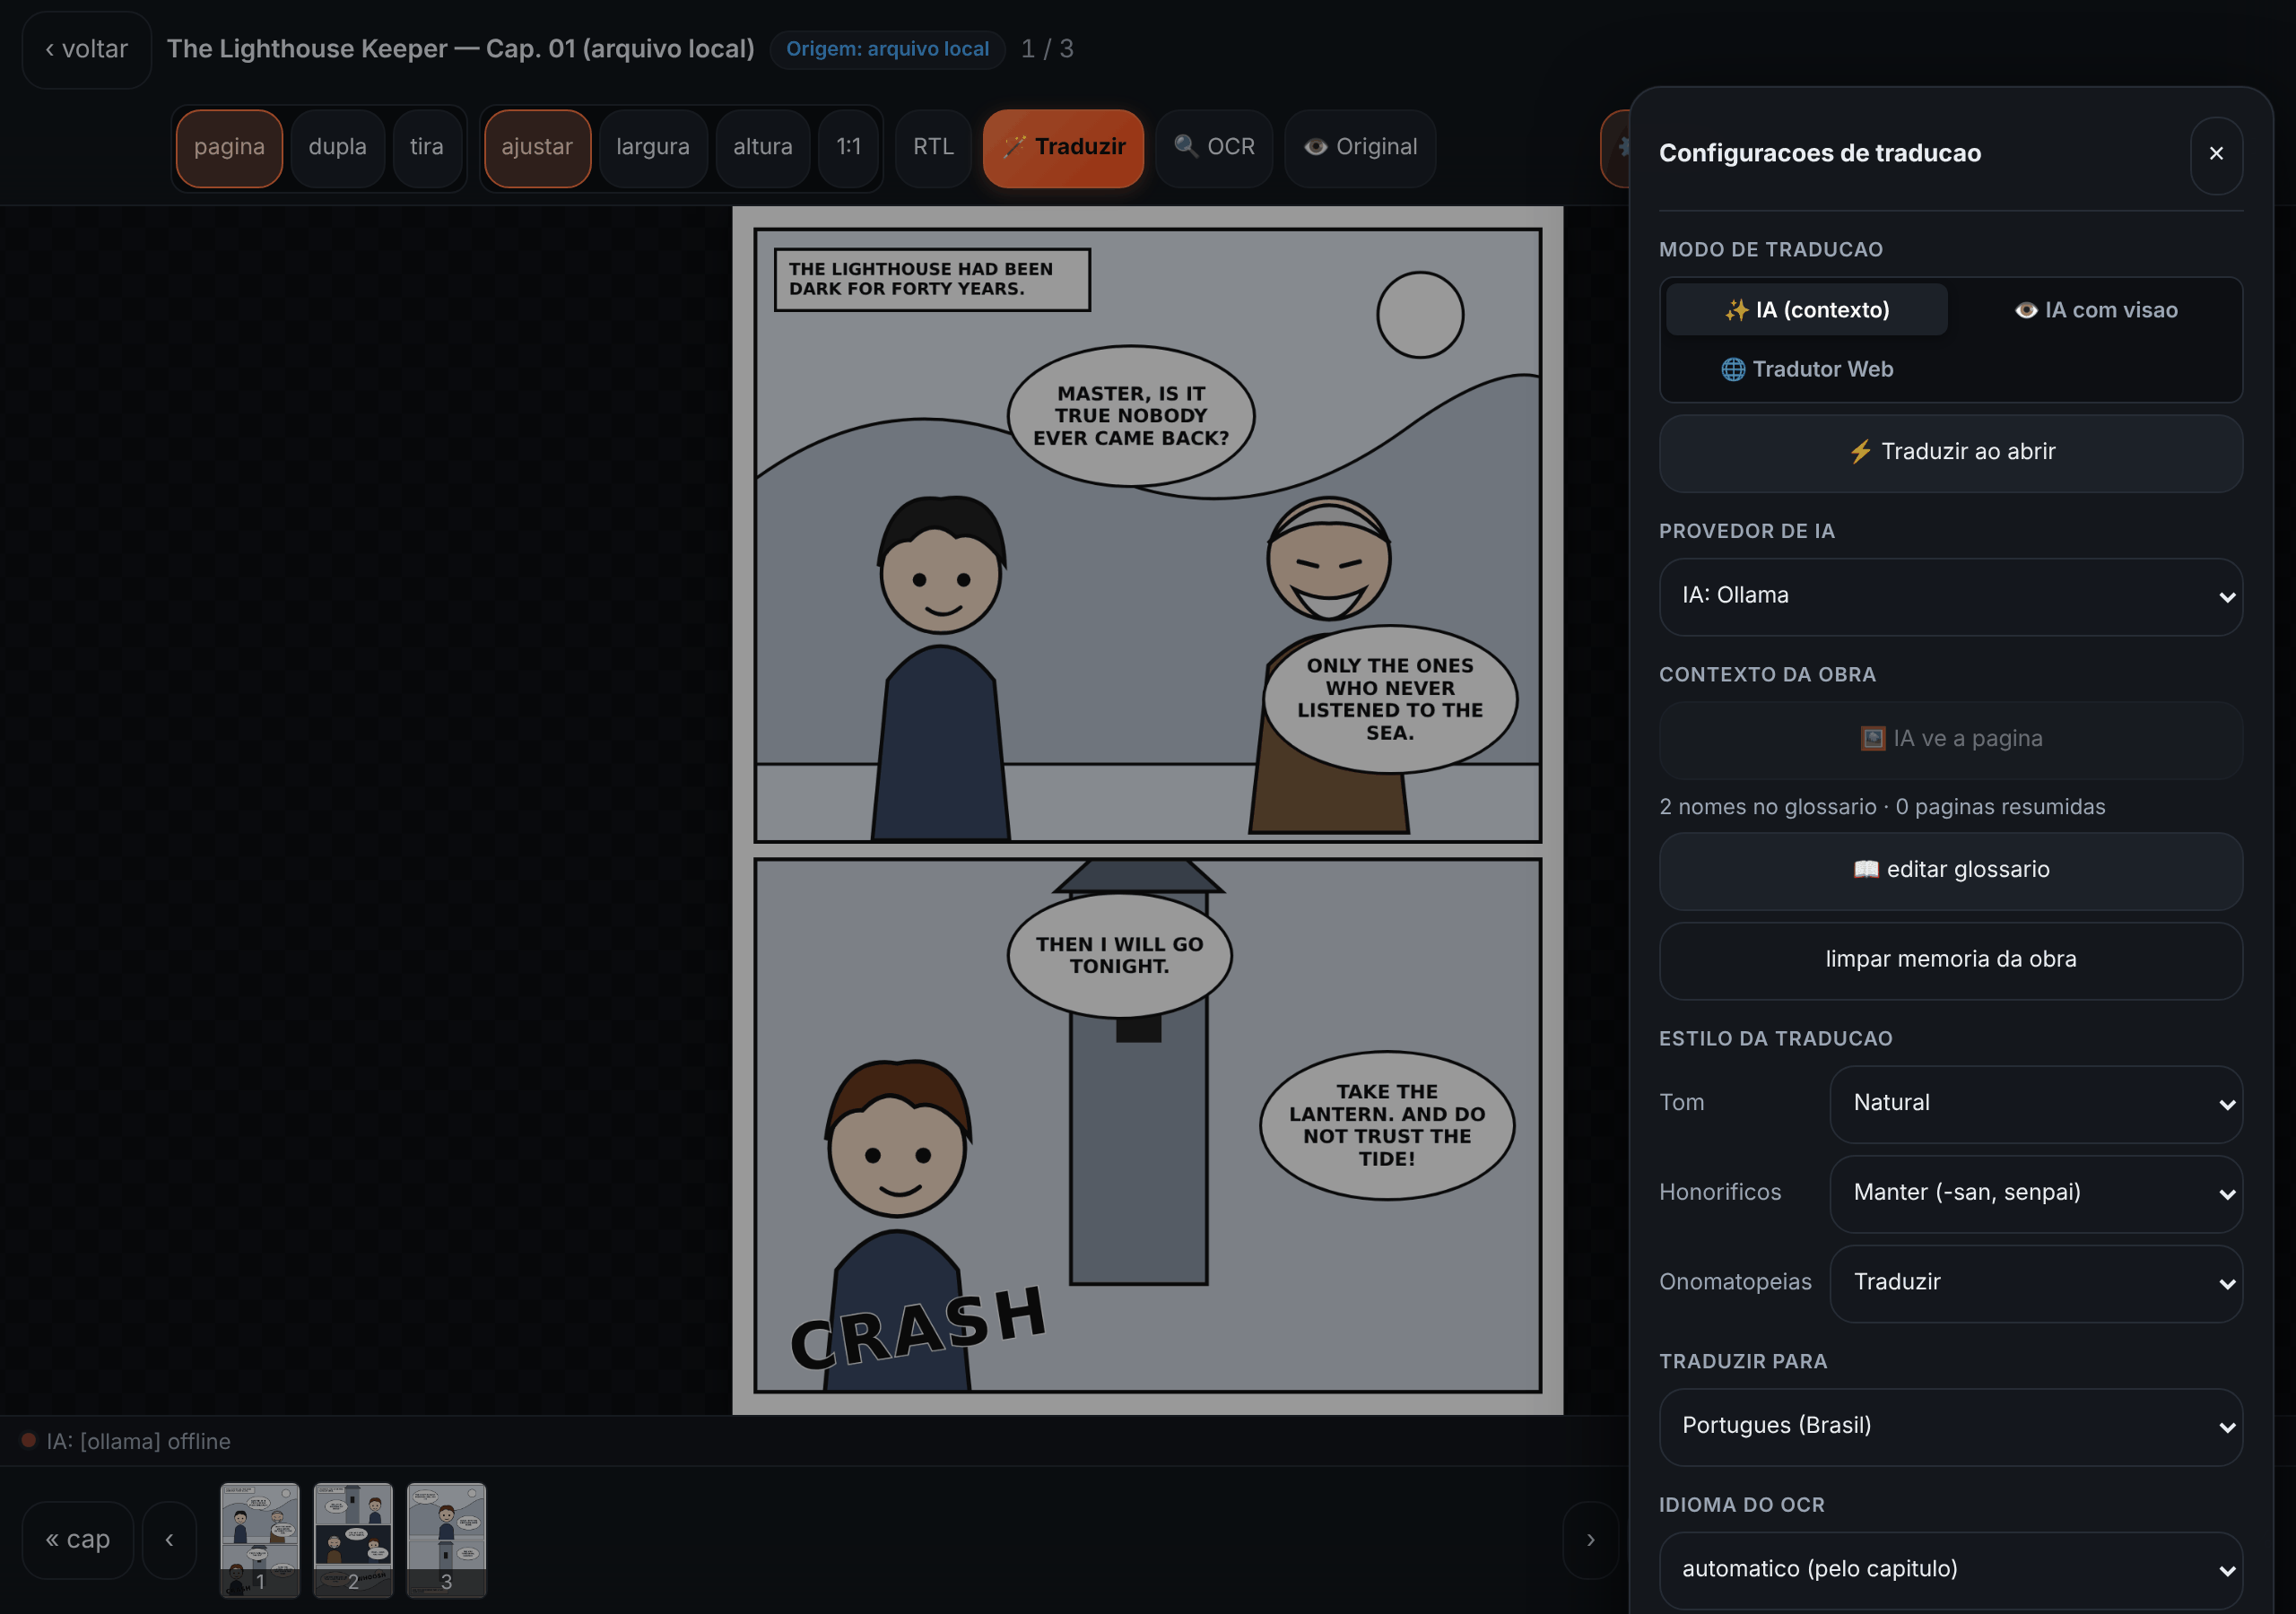 ‹ voltar
The Lighthouse Keeper — Cap. 01 (arquivo local)
Origem: arquivo local
1 / 3
pagina
dupla
tira
ajustar
largura
altura
1:1
RTL
Traduzir
OCR
Original
THE LIGHTHOUSE HAD BEEN
DARK FOR FORTY YEARS.
MASTER, IS IT
TRUE NOBODY
EVER CAME BACK?
ONLY THE ONES
WHO NEVER
LISTENED TO THE
SEA.
THEN I WILL GO
TONIGHT.
TAKE THE
LANTERN. AND DO
NOT TRUST THE
TIDE!
CRASH
IA: [ollama] offline
« cap
‹
1
2
3
›
Configuracoes de traducao
×
MODO DE TRADUCAO
✨ IA (contexto)
IA com visao
Tradutor Web
⚡ Traduzir ao abrir
PROVEDOR DE IA
IA: Ollama
CONTEXTO DA OBRA
IA ve a pagina
2 nomes no glossario · 0 paginas resumidas
editar glossario
limpar memoria da obra
ESTILO DA TRADUCAO
Tom
Natural
Honorificos
Manter (-san, senpai)
Onomatopeias
Traduzir
TRADUZIR PARA
Portugues (Brasil)
IDIOMA DO OCR
automatico (pelo capitulo)